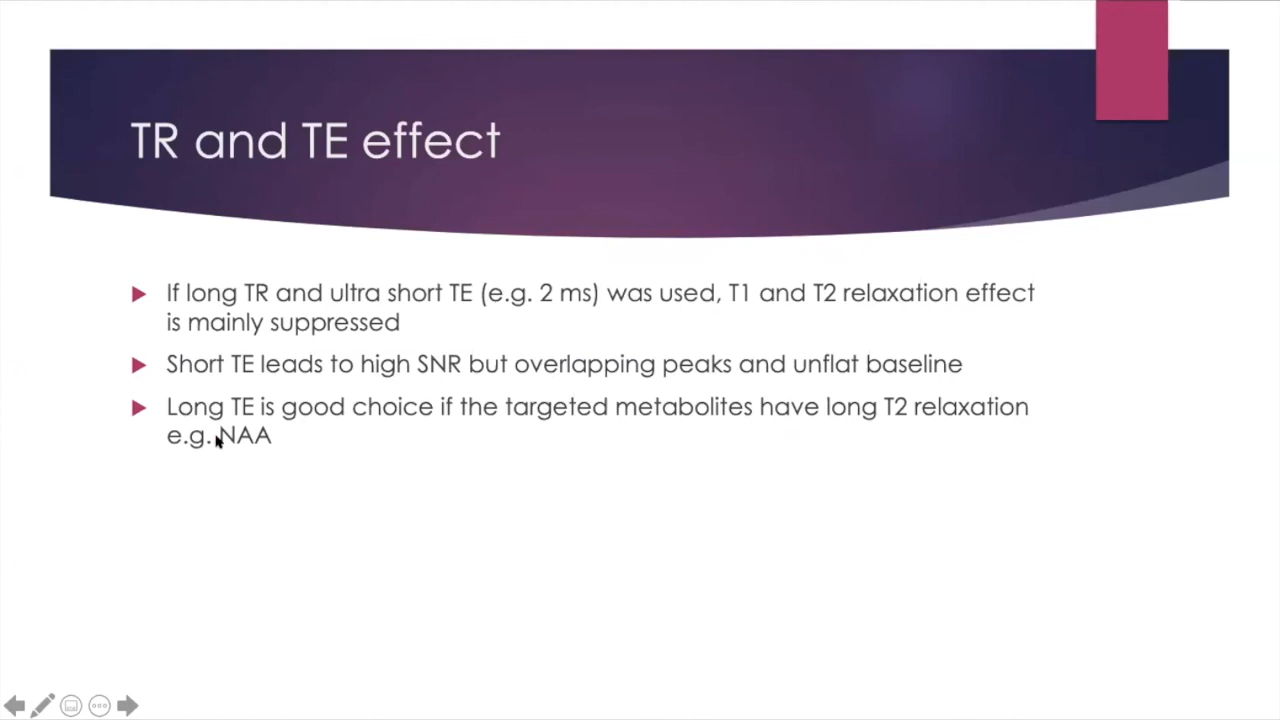 TR and TE effect
If long TR and ultra short TE (e.g. 2 ms) was used, T1 and T2 relaxation effect
is mainly suppressed
Short TE leads to high SNR but overlapping peaks and unflat baseline
Long TE is good choice if the targeted metabolites have long T2 relaxation
e.g. NAA